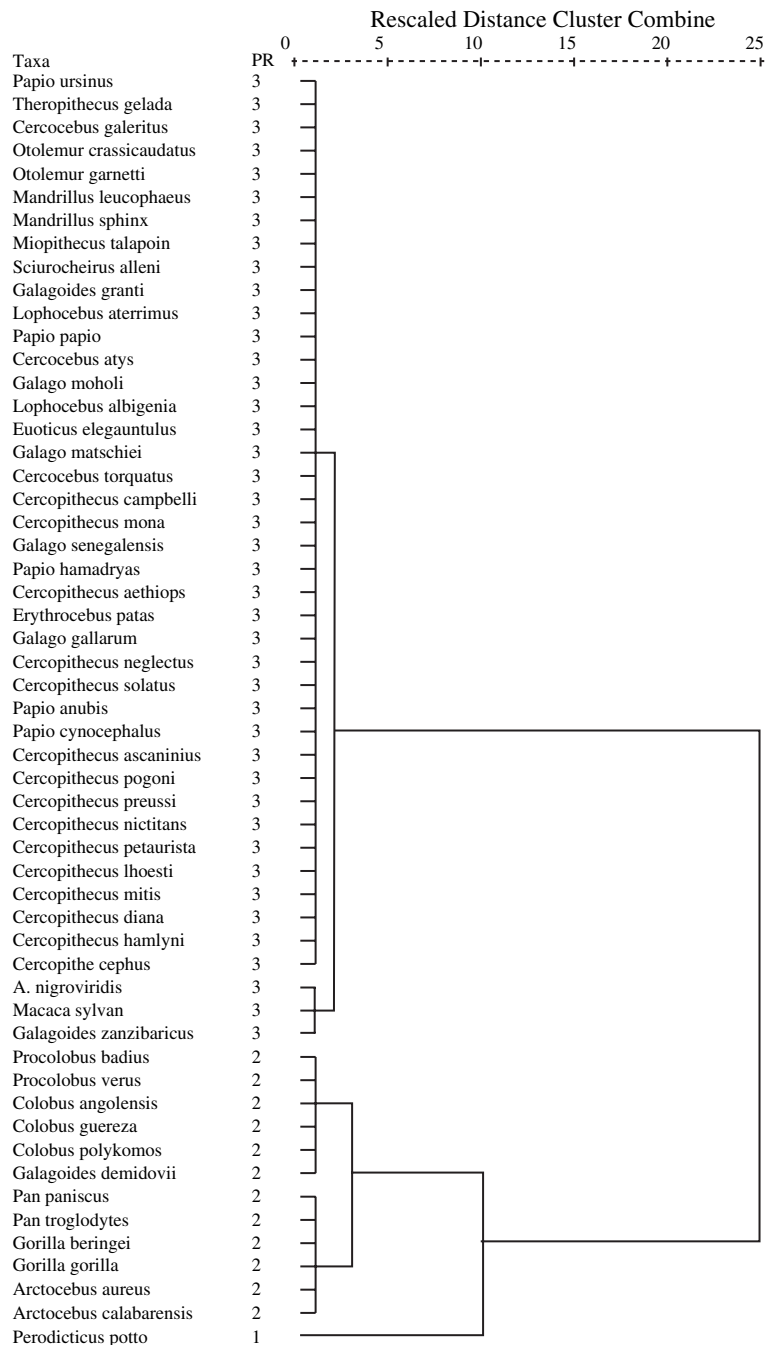 Rescaled Distance Cluster Combine
0 5 10 15 20 25
Taxa PR
Papio ursinus 3
Theropithecus gelada 3
Cercocebus galeritus 3
Otolemur crassicaudatus 3
Otolemur garnetti 3
Mandrillus leucophaeus 3
Mandrillus sphinx 3
Miopithecus talapoin 3
Sciurocheirus alleni 3
Galagoides granti 3
Lophocebus aterrimus 3
Papio papio 3
Cercocebus atys 3
Galago moholi 3
Lophocebus albigenia 3
Euoticus elegauntulus 3
Galago matschiei 3
Cercocebus torquatus 3
Cercopithecus campbelli 3
Cercopithecus mona 3
Galago senegalensis 3
Papio hamadryas 3
Cercopithecus aethiops 3
Erythrocebus patas 3
Galago gallarum 3
Cercopithecus neglectus 3
Cercopithecus solatus 3
Papio anubis 3
Papio cynocephalus 3
Cercopithecus ascaninius 3
Cercopithecus pogoni 3
Cercopithecus preussi 3
Cercopithecus nictitans 3
Cercopithecus petaurista 3
Cercopithecus lhoesti 3
Cercopithecus mitis 3
Cercopithecus diana 3
Cercopithecus hamlyni 3
Cercopithe cephus 3
A. nigroviridis 3
Macaca sylvan 3
Galagoides zanzibaricus 3
Procolobus badius 2
Procolobus verus 2
Colobus angolensis 2
Colobus guereza 2
Colobus polykomos 2
Galagoides demidovii 2
Pan paniscus 2
Pan troglodytes 2
Gorilla beringei 2
Gorilla gorilla 2
Arctocebus aureus 2
Arctocebus calabarensis 2
Perodicticus potto 1